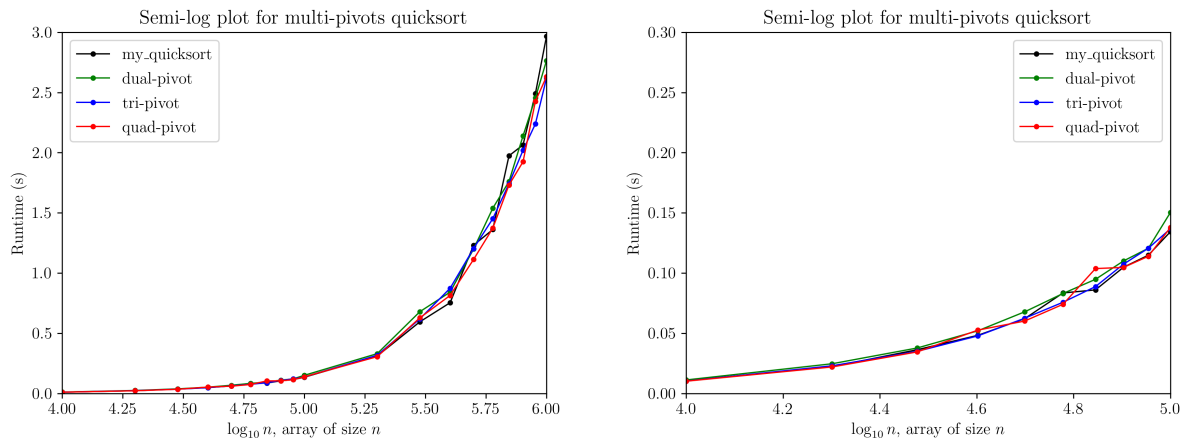 Semi-log plot for multi-pivots quicksort
3.0
2.5
2.0
1.5
1.0
0.5
0.0
Runtime (s)
my_quicksort
dual-pivot
tri-pivot
quad-pivot
4.00 4.25 4.50 4.75 5.00 5.25 5.50 5.75 6.00
log10 n, array of size n
Semi-log plot for multi-pivots quicksort
0.30
0.25
0.20
0.15
0.10
0.05
0.00
Runtime (s)
my_quicksort
dual-pivot
tri-pivot
quad-pivot
4.0 4.2 4.4 4.6 4.8 5.0
log10 n, array of size n